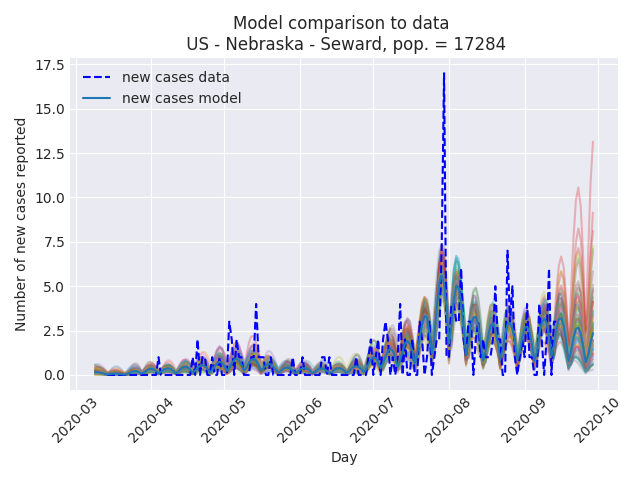 Model comparison to data
US - Nebraska - Seward, pop. = 17284
new cases data
new cases model
Number of new cases reported
17.5
15.0
12.5
10.0
7.5
5.0
2.5
0.0
2020-03
2020-04
2020-05
2020-06
2020-07
2020-08
2020-09
2020-10
Day